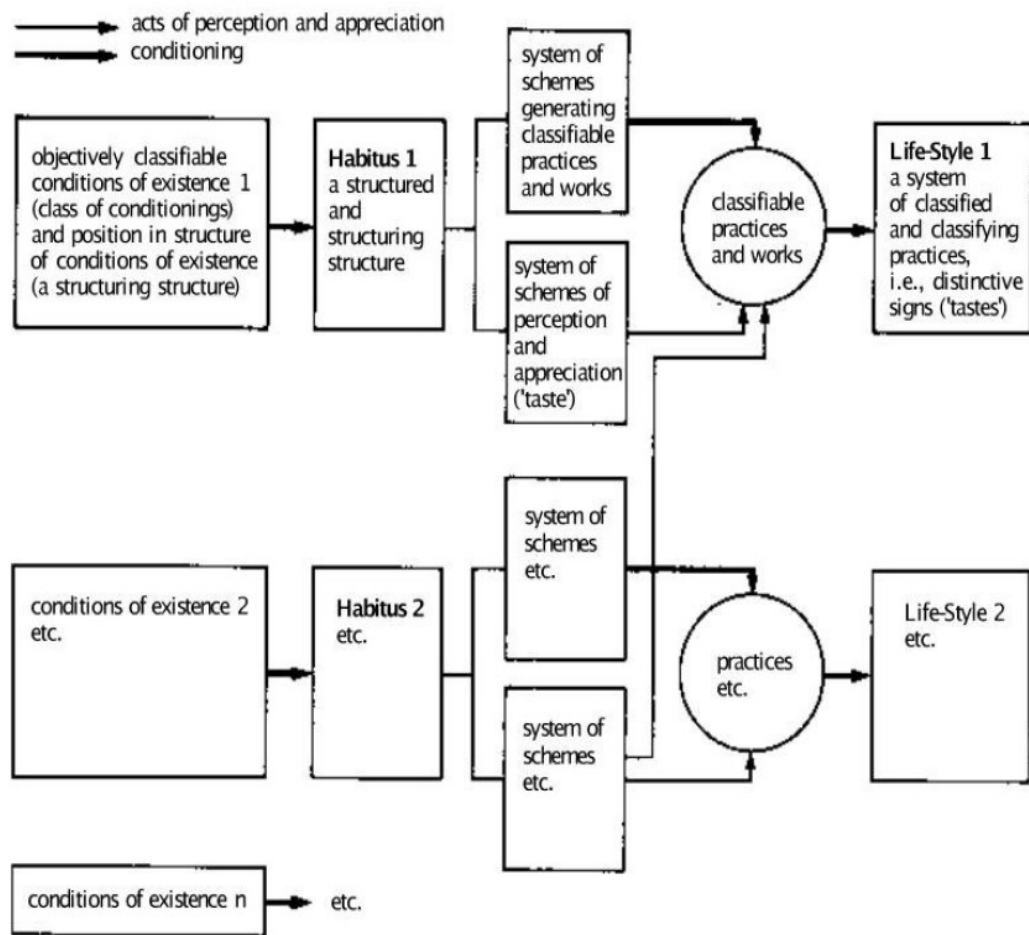 acts of perception and appreciation
conditioning
objectively classifiable
conditions of existence 1
(class of conditionings)
and position in structure
of conditions of existence
(a structuring structure)
Habitus 1
a structured
and
structuring
structure
system of
schemes
generating
classifiable
practices
and works
system of
schemes of
perception
and
appreciation
('taste')
classifiable
practices
and works
Life-Style 1
a system
of classified
and classifying
practices,
i.e., distinctive
signs ('tastes')
conditions of existence 2
etc.
Habitus 2
etc.
system of
schemes
etc.
system of
schemes
etc.
practices
etc.
Life-Style 2
etc.
conditions of existence n
etc.